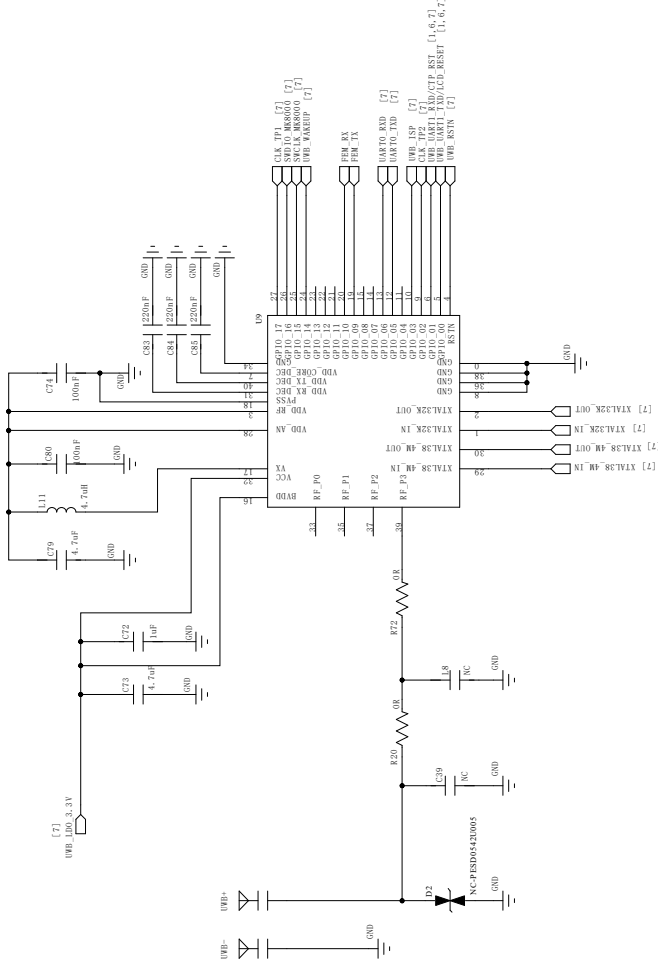 CLK_TP1 [7]
SWDIO_MK8000 [7]
SWCLK_MK8000 [7]
UWB_WAKEUP [7]
FEM_RX
FEM_TX
UART0_RXD [7]
UART0_TXD [7]
UWB_ISP [7]
CLK_TP2 [7]
UWB_UART1_RXD/CTP_RST [1,6,7]
UWB_UART1_TXD/LCD_RESET [1,6,7]
UWB_RSTN [7]
27
26
25
24
23
22
21
20
19
15
14
13
12
11
10
9
6
5
4
U9
GPIO_17
GPIO_16
GPIO_15
GPIO_14
GPIO_13
GPIO_12
GPIO_11
GPIO_10
GPIO_09
GPIO_08
GPIO_07
GPIO_06
GPIO_05
GPIO_04
GPIO_03
GPIO_02
GPIO_01
GPIO_00
RSTN
GND
VDD_CORE_DEC
VDD_TX_DEC
VDD_RX_DEC
PVSS
VDD_RF
VDD_AN
VX
VCC
BVDD
34
7
40
31
18
3
28
17
32
16
GND
GND
GND
GND
0
38
36
8
GND
XTAL32K_OUT
XTAL32K_IN
XTAL38_4M_OUT
XTAL38_4M_IN
2
1
30
29
XTAL32K_OUT [7]
XTAL32K_IN [7]
XTAL38_4M_OUT [7]
XTAL38_4M_IN [7]
RF_P0
RF_P1
RF_P2
RF_P3
33
35
37
39
C83
220nF
GND
C84
220nF
GND
C85
220nF
GND
GND
C74
100nF
GND
C80
100nF
GND
L11
4.7uH
C79
4.7uF
GND
C72
1uF
GND
C73
4.7uF
GND
[7]
UWB_LDO_3.3V
R72
0R
L8
NC
GND
R20
0R
C39
NC
GND
D2
NC-PESD0542U005
GND
UWB+
UWB-
GND